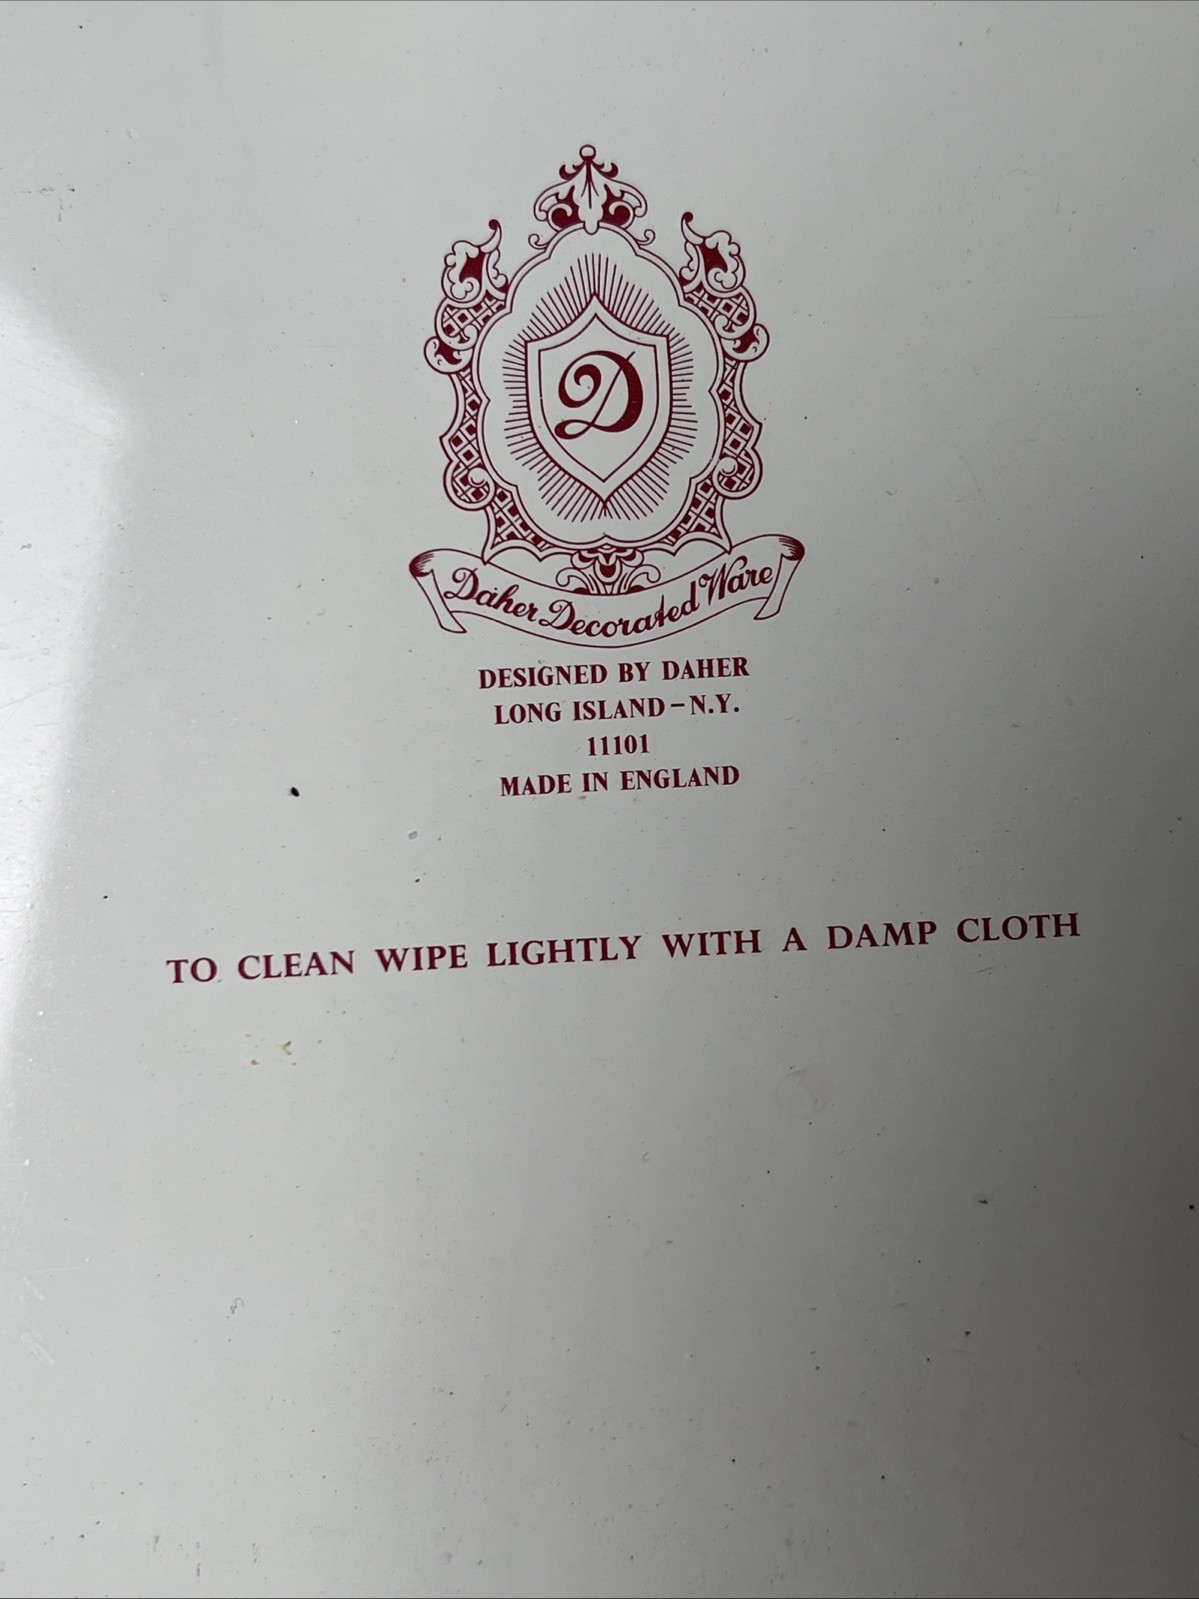 D
Daher Decorated Ware
DESIGNED BY DAHER
LONG ISLAND – N.Y.
11101
MADE IN ENGLAND
TO CLEAN WIPE LIGHTLY WITH A DAMP CLOTH